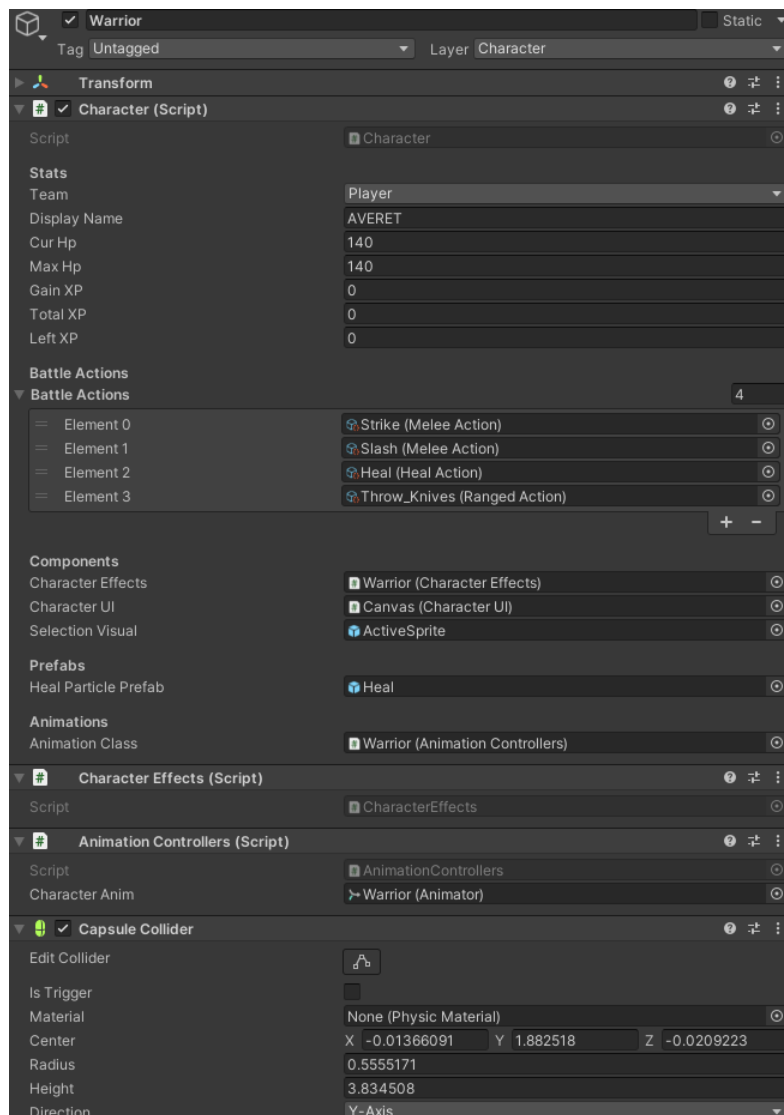 Warrior Static
Tag Untagged Layer Character
Transform
# Character (Script)
Script # Character
Stats
Team Player
Display Name AVERET
Cur Hp 140
Max Hp 140
Gain XP 0
Total XP 0
Left XP 0
Battle Actions
Battle Actions 4
Element 0 Strike (Melee Action)
Element 1 Slash (Melee Action)
Element 2 Heal (Heal Action)
Element 3 Throw_Knives (Ranged Action)
+ −
Components
Character Effects # Warrior (Character Effects)
Character UI # Canvas (Character UI)
Selection Visual ActiveSprite
Prefabs
Heal Particle Prefab Heal
Animations
Animation Class # Warrior (Animation Controllers)
# Character Effects (Script)
Script # CharacterEffects
# Animation Controllers (Script)
Script # AnimationControllers
Character Anim Warrior (Animator)
Capsule Collider
Edit Collider
Is Trigger
Material None (Physic Material)
Center X -0.01366091 Y 1.882518 Z -0.0209223
Radius 0.5555171
Height 3.834508
Direction Y-Axis